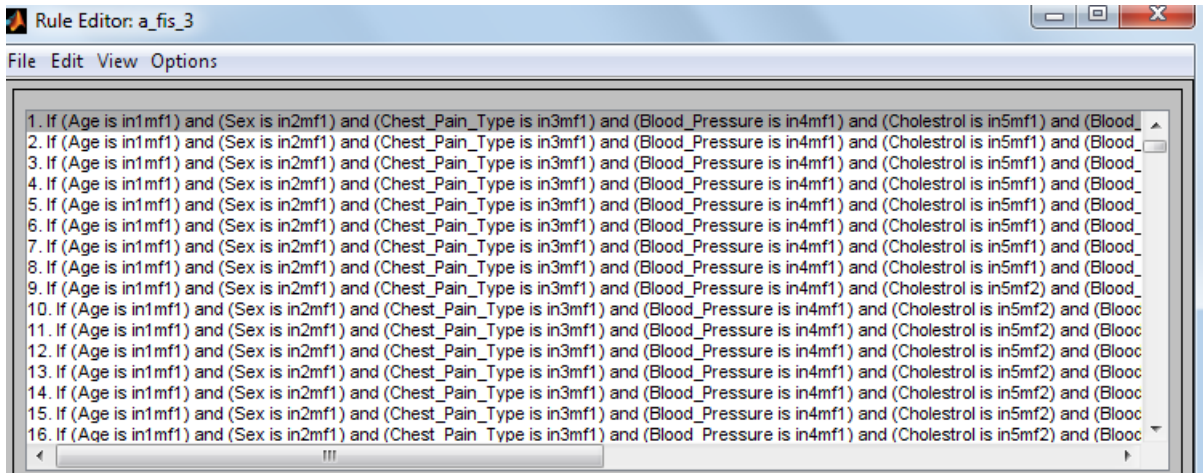 Rule Editor: a_fis_3
File Edit View Options
1. If (Age is in1mf1) and (Sex is in2mf1) and (Chest_Pain_Type is in3mf1) and (Blood_Pressure is in4mf1) and (Cholestrol is in5mf1) and (Blood_
2. If (Age is in1mf1) and (Sex is in2mf1) and (Chest_Pain_Type is in3mf1) and (Blood_Pressure is in4mf1) and (Cholestrol is in5mf1) and (Blood_
3. If (Age is in1mf1) and (Sex is in2mf1) and (Chest_Pain_Type is in3mf1) and (Blood_Pressure is in4mf1) and (Cholestrol is in5mf1) and (Blood_
4. If (Age is in1mf1) and (Sex is in2mf1) and (Chest_Pain_Type is in3mf1) and (Blood_Pressure is in4mf1) and (Cholestrol is in5mf1) and (Blood_
5. If (Age is in1mf1) and (Sex is in2mf1) and (Chest_Pain_Type is in3mf1) and (Blood_Pressure is in4mf1) and (Cholestrol is in5mf1) and (Blood_
6. If (Age is in1mf1) and (Sex is in2mf1) and (Chest_Pain_Type is in3mf1) and (Blood_Pressure is in4mf1) and (Cholestrol is in5mf1) and (Blood_
7. If (Age is in1mf1) and (Sex is in2mf1) and (Chest_Pain_Type is in3mf1) and (Blood_Pressure is in4mf1) and (Cholestrol is in5mf1) and (Blood_
8. If (Age is in1mf1) and (Sex is in2mf1) and (Chest_Pain_Type is in3mf1) and (Blood_Pressure is in4mf1) and (Cholestrol is in5mf1) and (Blood_
9. If (Age is in1mf1) and (Sex is in2mf1) and (Chest_Pain_Type is in3mf1) and (Blood_Pressure is in4mf1) and (Cholestrol is in5mf2) and (Blood_
10. If (Age is in1mf1) and (Sex is in2mf1) and (Chest_Pain_Type is in3mf1) and (Blood_Pressure is in4mf1) and (Cholestrol is in5mf2) and (Blood
11. If (Age is in1mf1) and (Sex is in2mf1) and (Chest_Pain_Type is in3mf1) and (Blood_Pressure is in4mf1) and (Cholestrol is in5mf2) and (Blood
12. If (Age is in1mf1) and (Sex is in2mf1) and (Chest_Pain_Type is in3mf1) and (Blood_Pressure is in4mf1) and (Cholestrol is in5mf2) and (Blood
13. If (Age is in1mf1) and (Sex is in2mf1) and (Chest_Pain_Type is in3mf1) and (Blood_Pressure is in4mf1) and (Cholestrol is in5mf2) and (Blood
14. If (Age is in1mf1) and (Sex is in2mf1) and (Chest_Pain_Type is in3mf1) and (Blood_Pressure is in4mf1) and (Cholestrol is in5mf2) and (Blood
15. If (Age is in1mf1) and (Sex is in2mf1) and (Chest_Pain_Type is in3mf1) and (Blood_Pressure is in4mf1) and (Cholestrol is in5mf2) and (Blood
16. If (Age is in1mf1) and (Sex is in2mf1) and (Chest_Pain_Type is in3mf1) and (Blood_Pressure is in4mf1) and (Cholestrol is in5mf2) and (Blood